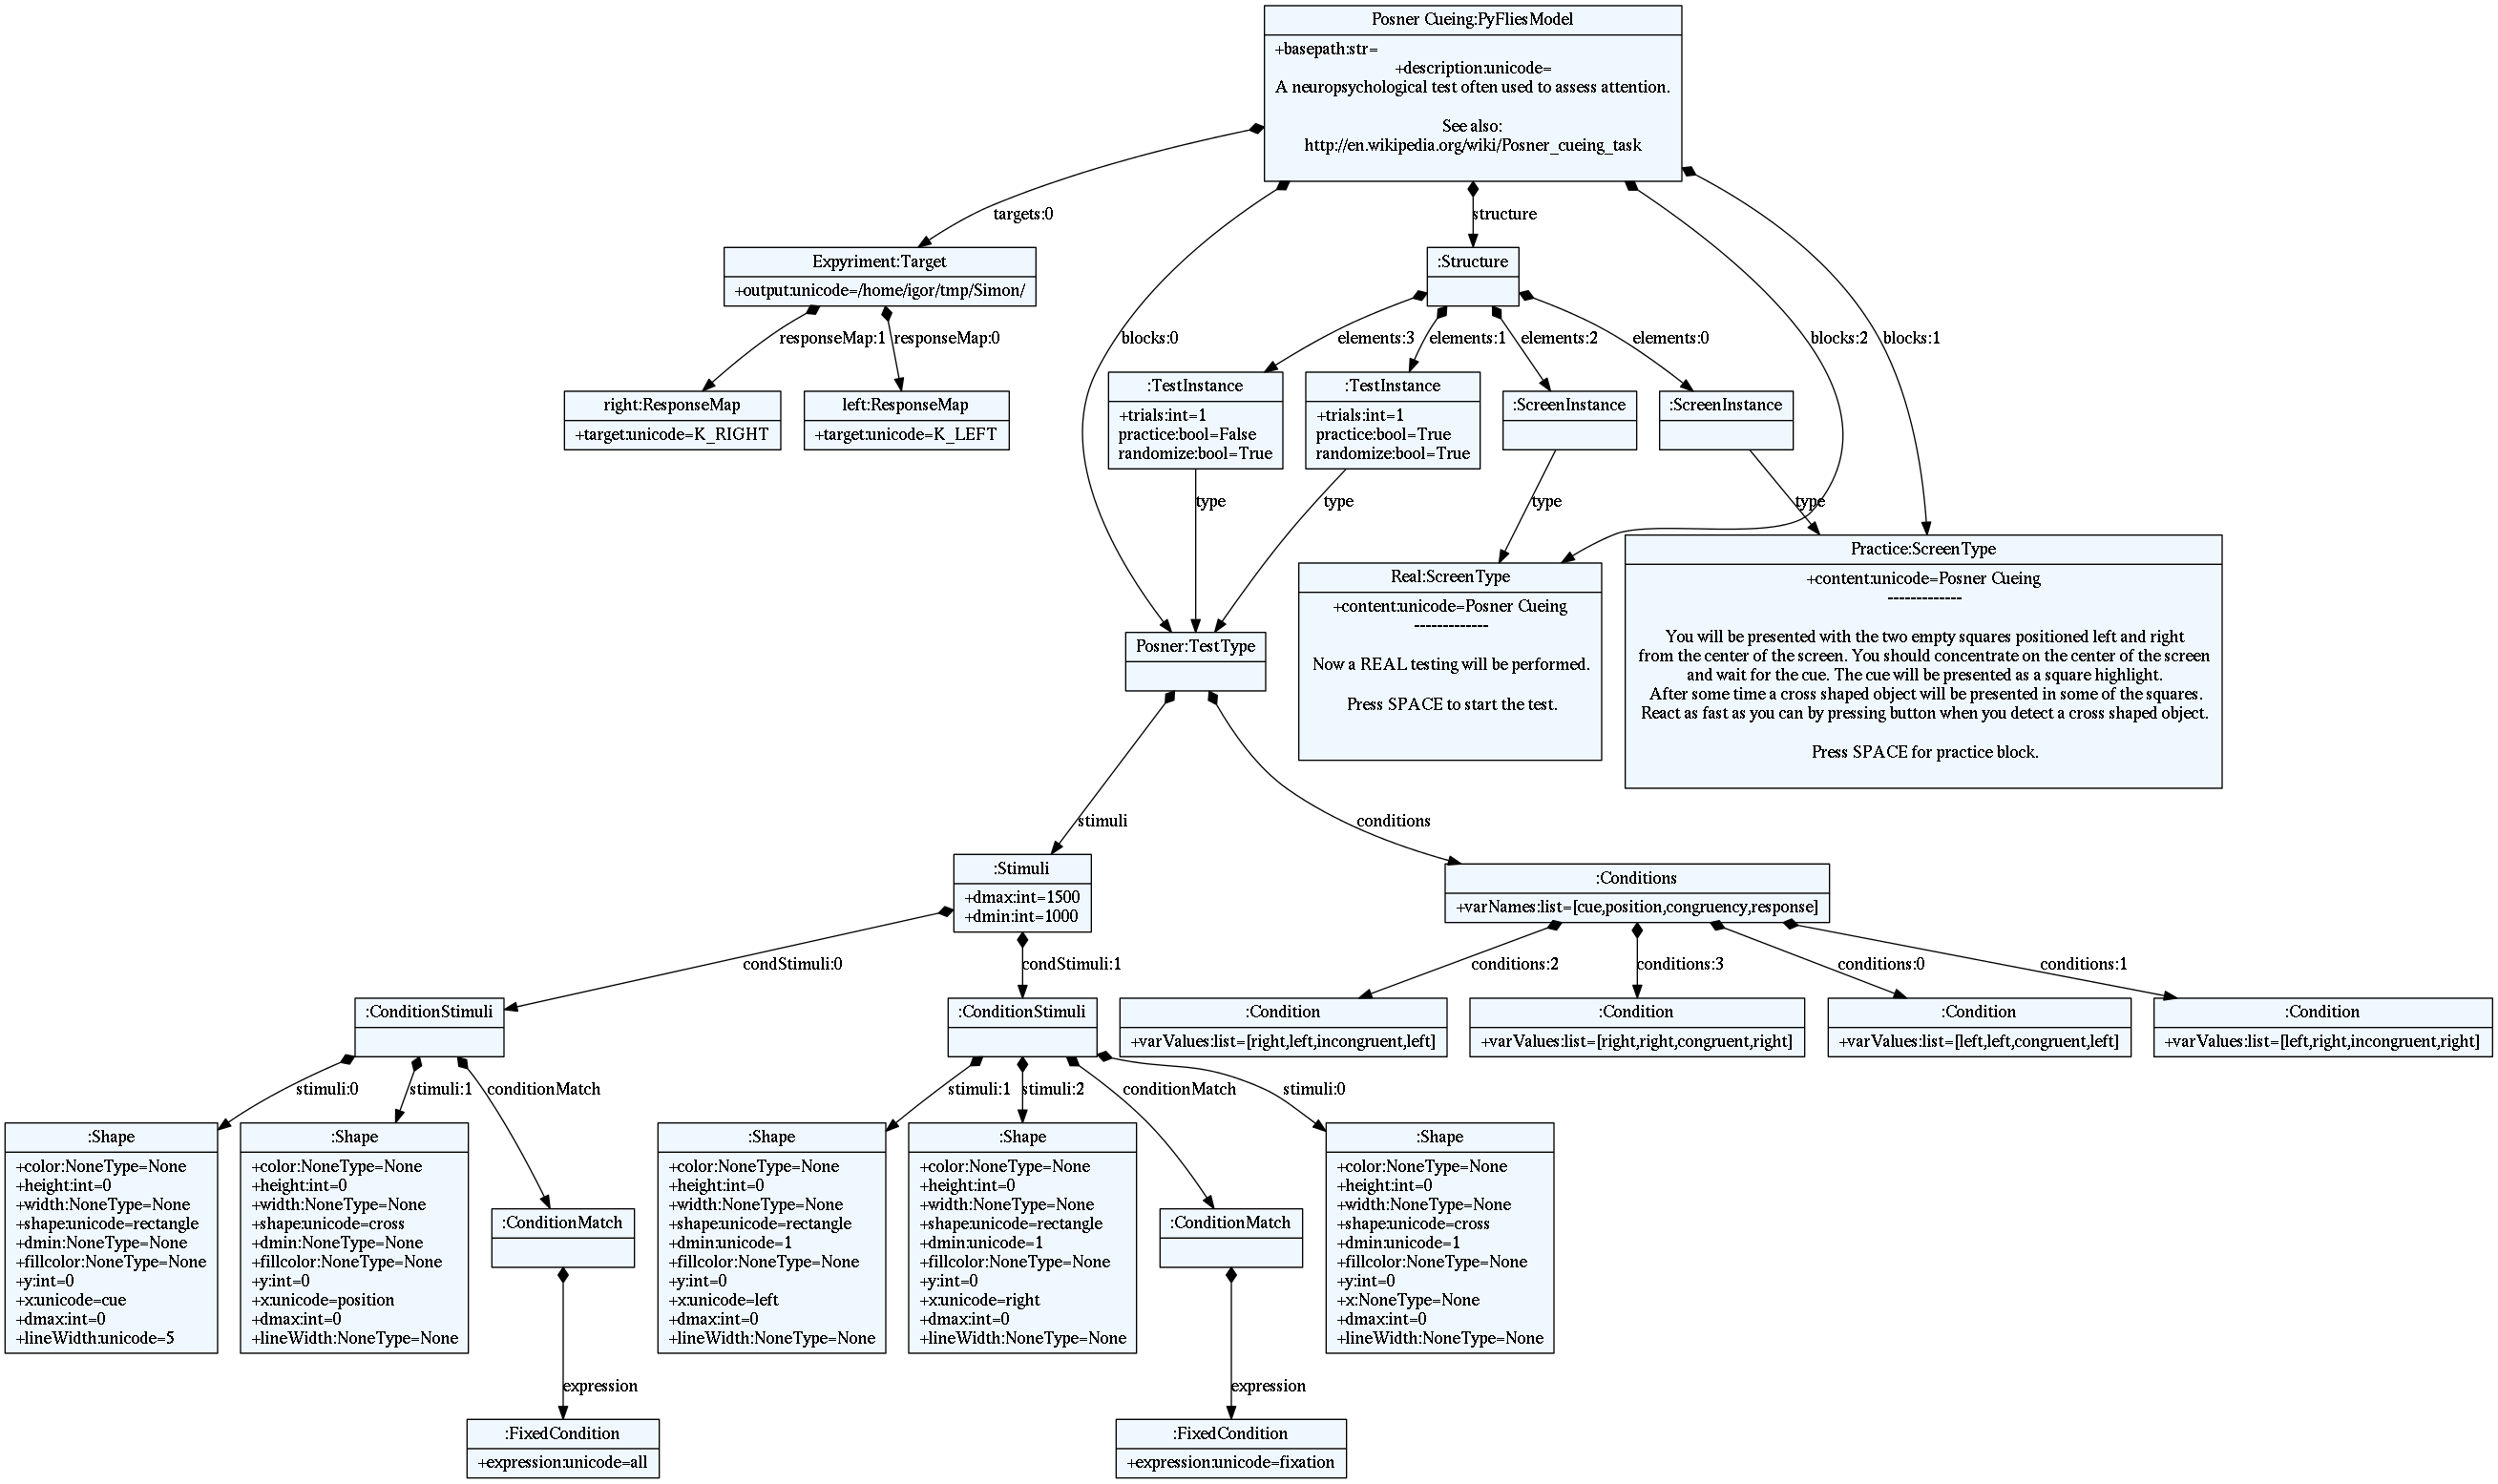 Posner Cueing:PyFliesModel
+basepath:str=
+description:unicode=
A neuropsychological test often used to assess attention.
See also:
http://en.wikipedia.org/wiki/Posner_cueing_task
targets:0
structure
Expyriment:Target
+output:unicode=/home/igor/tmp/Simon/
:Structure
responseMap:1
responseMap:0
blocks:0
elements:3
elements:1
elements:2
elements:0
blocks:2
blocks:1
right:ResponseMap
+target:unicode=K_RIGHT
left:ResponseMap
+target:unicode=K_LEFT
:TestInstance
+trials:int=1
practice:bool=False
randomize:bool=True
:TestInstance
+trials:int=1
practice:bool=True
randomize:bool=True
:ScreenInstance
:ScreenInstance
type
type
type
type
Real:ScreenType
+content:unicode=Posner Cueing
-------------
Now a REAL testing will be performed.
Press SPACE to start the test.
Practice:ScreenType
+content:unicode=Posner Cueing
-------------
You will be presented with the two empty squares positioned left and right
from the center of the screen. You should concentrate on the center of the screen
and wait for the cue. The cue will be presented as a square highlight.
After some time a cross shaped object will be presented in some of the squares.
React as fast as you can by pressing button when you detect a cross shaped object.
Press SPACE for practice block.
Posner:TestType
stimuli
conditions
:Stimuli
+dmax:int=1500
+dmin:int=1000
:Conditions
+varNames:list=[cue,position,congruency,response]
condStimuli:0
condStimuli:1
conditions:2
conditions:3
conditions:0
conditions:1
:ConditionStimuli
:ConditionStimuli
:Condition
+varValues:list=[right,left,incongruent,left]
:Condition
+varValues:list=[right,right,congruent,right]
:Condition
+varValues:list=[left,left,congruent,left]
:Condition
+varValues:list=[left,right,incongruent,right]
stimuli:0
stimuli:1
conditionMatch
stimuli:1
stimuli:2
conditionMatch
stimuli:0
:Shape
+color:NoneType=None
+height:int=0
+width:NoneType=None
+shape:unicode=rectangle
+dmin:NoneType=None
+fillcolor:NoneType=None
+y:int=0
+x:unicode=cue
+dmax:int=0
+lineWidth:unicode=5
:Shape
+color:NoneType=None
+height:int=0
+width:NoneType=None
+shape:unicode=cross
+dmin:NoneType=None
+fillcolor:NoneType=None
+y:int=0
+x:unicode=position
+dmax:int=0
+lineWidth:NoneType=None
:ConditionMatch
:Shape
+color:NoneType=None
+height:int=0
+width:NoneType=None
+shape:unicode=rectangle
+dmin:unicode=1
+fillcolor:NoneType=None
+y:int=0
+x:unicode=left
+dmax:int=0
+lineWidth:NoneType=None
:Shape
+color:NoneType=None
+height:int=0
+width:NoneType=None
+shape:unicode=rectangle
+dmin:unicode=1
+fillcolor:NoneType=None
+y:int=0
+x:unicode=right
+dmax:int=0
+lineWidth:NoneType=None
:ConditionMatch
:Shape
+color:NoneType=None
+height:int=0
+width:NoneType=None
+shape:unicode=cross
+dmin:unicode=1
+fillcolor:NoneType=None
+y:int=0
+x:NoneType=None
+dmax:int=0
+lineWidth:NoneType=None
expression
expression
:FixedCondition
+expression:unicode=all
:FixedCondition
+expression:unicode=fixation